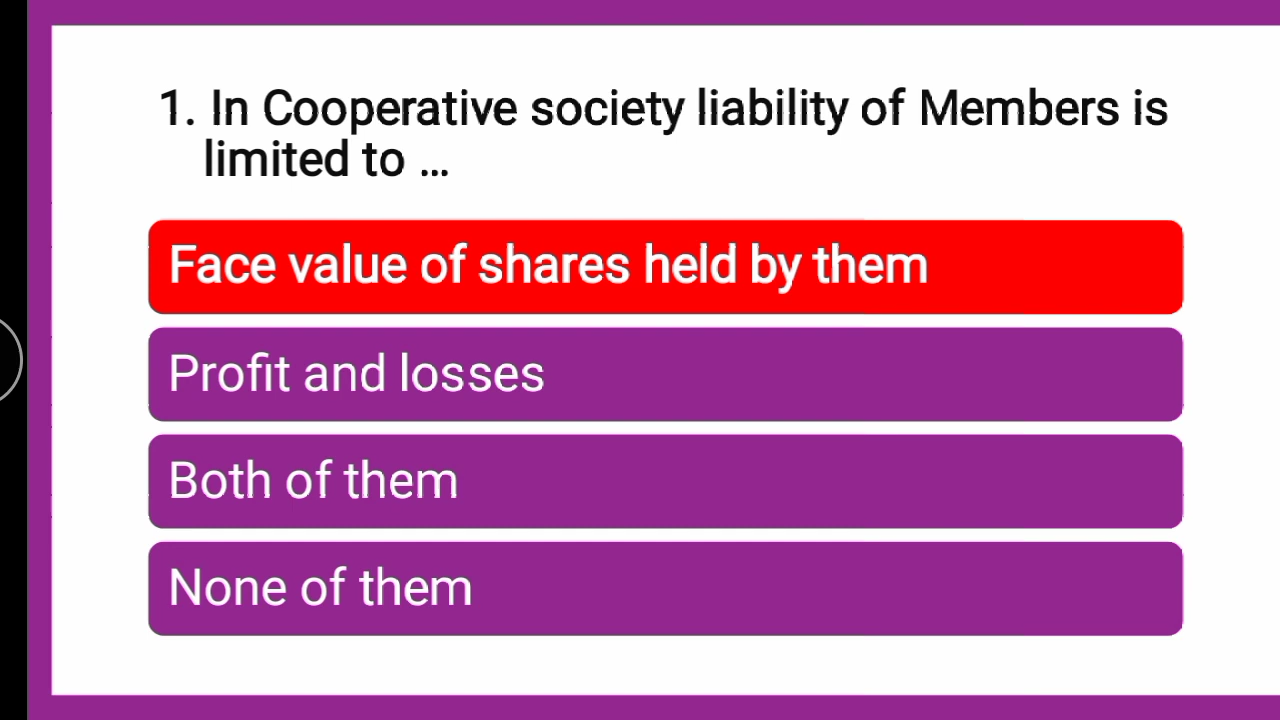 1. In Cooperative society liability of Members is
limited to ...
Face value of shares held by them
Profit and losses
Both of them
None of them